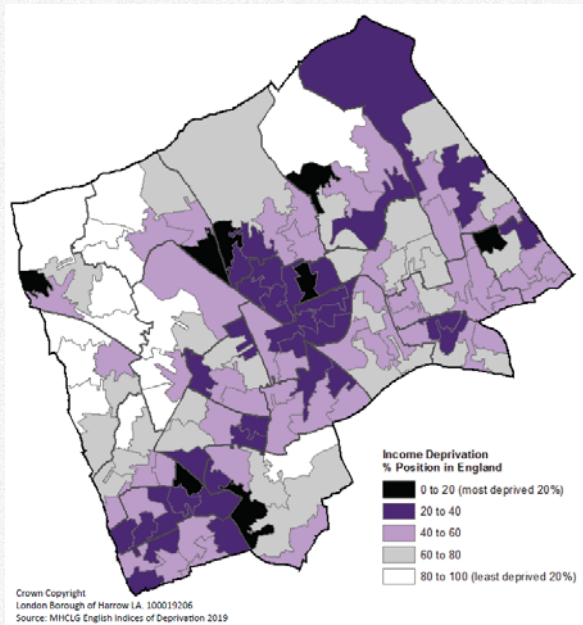 Income Deprivation
% Position in England
0 to 20 (most deprived 20%)
20 to 40
40 to 60
60 to 80
80 to 100 (least deprived 20%)
Crown Copyright
London Borough of Harrow LA. 100019206
Source: MHCLG English Indices of Deprivation 2019